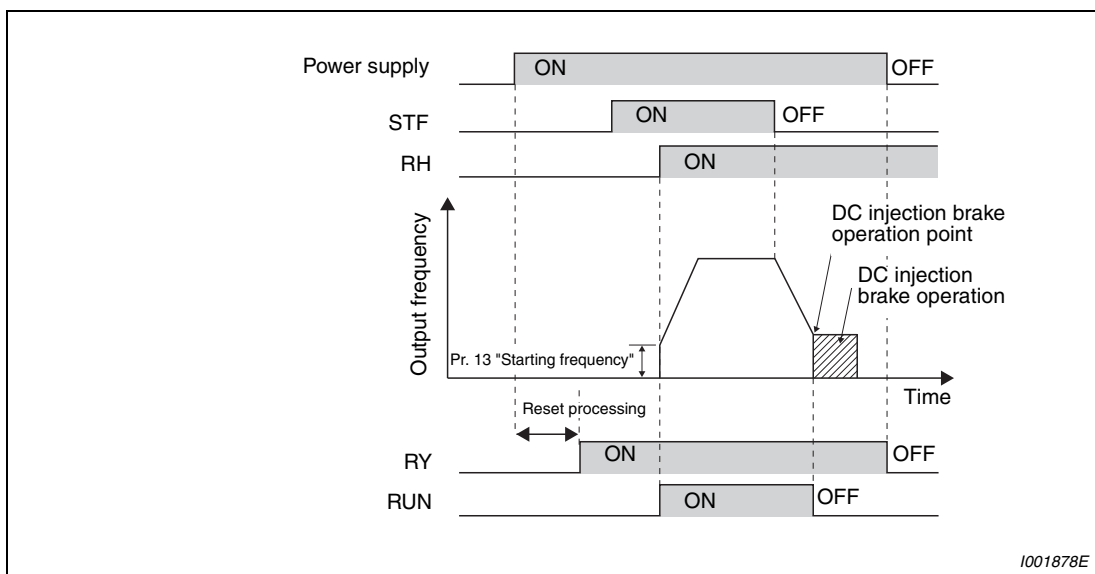 Power supply
ON
OFF
STF
ON
OFF
RH
ON
Output frequency
DC injection brake
operation point
DC injection
brake operation
Pr. 13 "Starting frequency"
Time
Reset processing
RY
ON
OFF
RUN
ON
OFF
I001878E